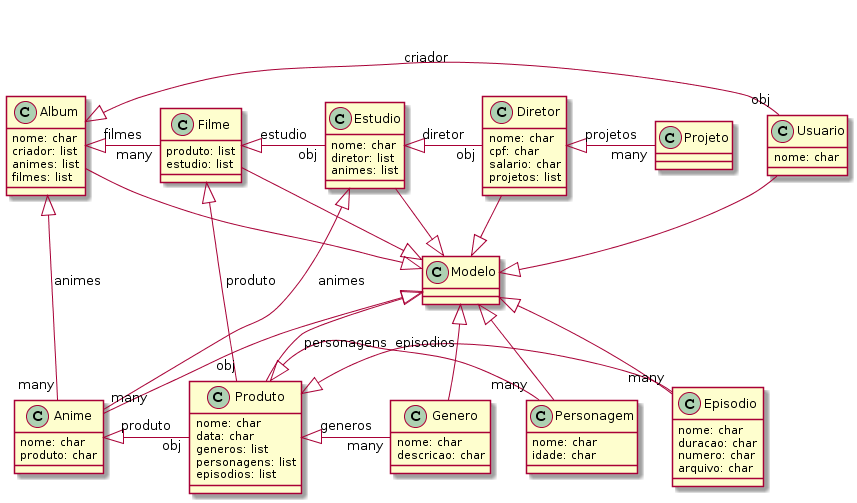 criador
obj
C Album
nome: char
criador: list
animes: list
filmes: list
filmes
many
C Filme
produto: list
estudio: list
estudio
obj
C Estudio
nome: char
diretor: list
animes: list
diretor
obj
C Diretor
nome: char
cpf: char
salario: char
projetos: list
projetos
many
C Projeto
C Usuario
nome: char
C Modelo
animes
produto
animes
personagens
episodios
obj
many
many
many
many
C Anime
nome: char
produto: char
produto
obj
C Produto
nome: char
data: char
generos: list
personagens: list
episodios: list
generos
many
C Genero
nome: char
descricao: char
C Personagem
nome: char
idade: char
C Episodio
nome: char
duracao: char
numero: char
arquivo: char